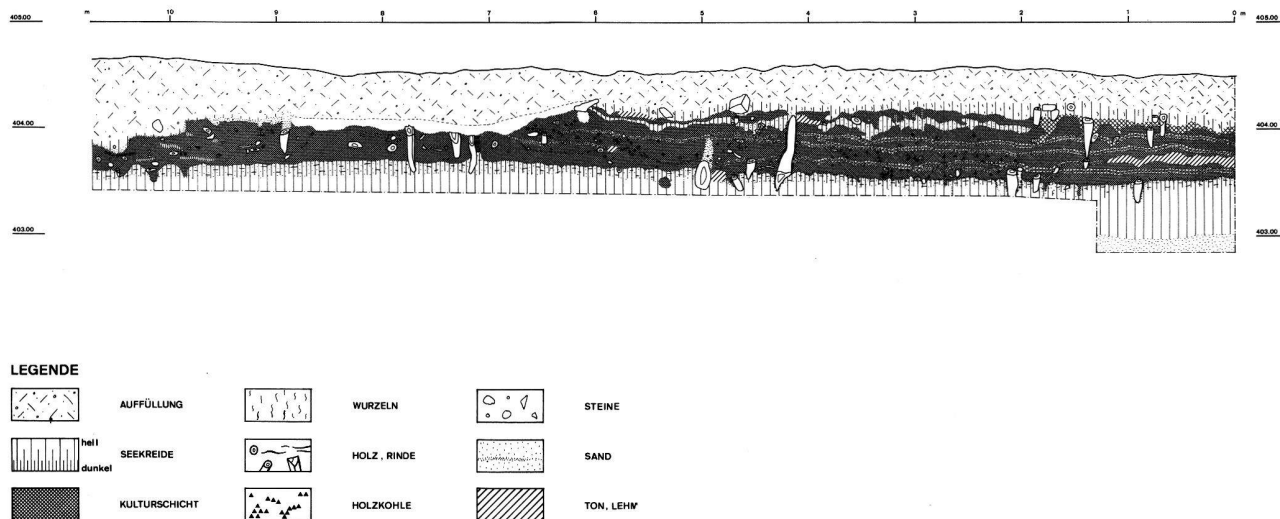 405.00 m 10 9 8 7 6 5 4 3 2 1 0 m 405.00
404.00 404.00
403.00 403.00
LEGENDE
AUFFÜLLUNG WURZELN STEINE
hell
SEEKREIDE HOLZ, RINDE SAND
dunkel
KULTURSCHICHT HOLZKOHLE TON, LEHM